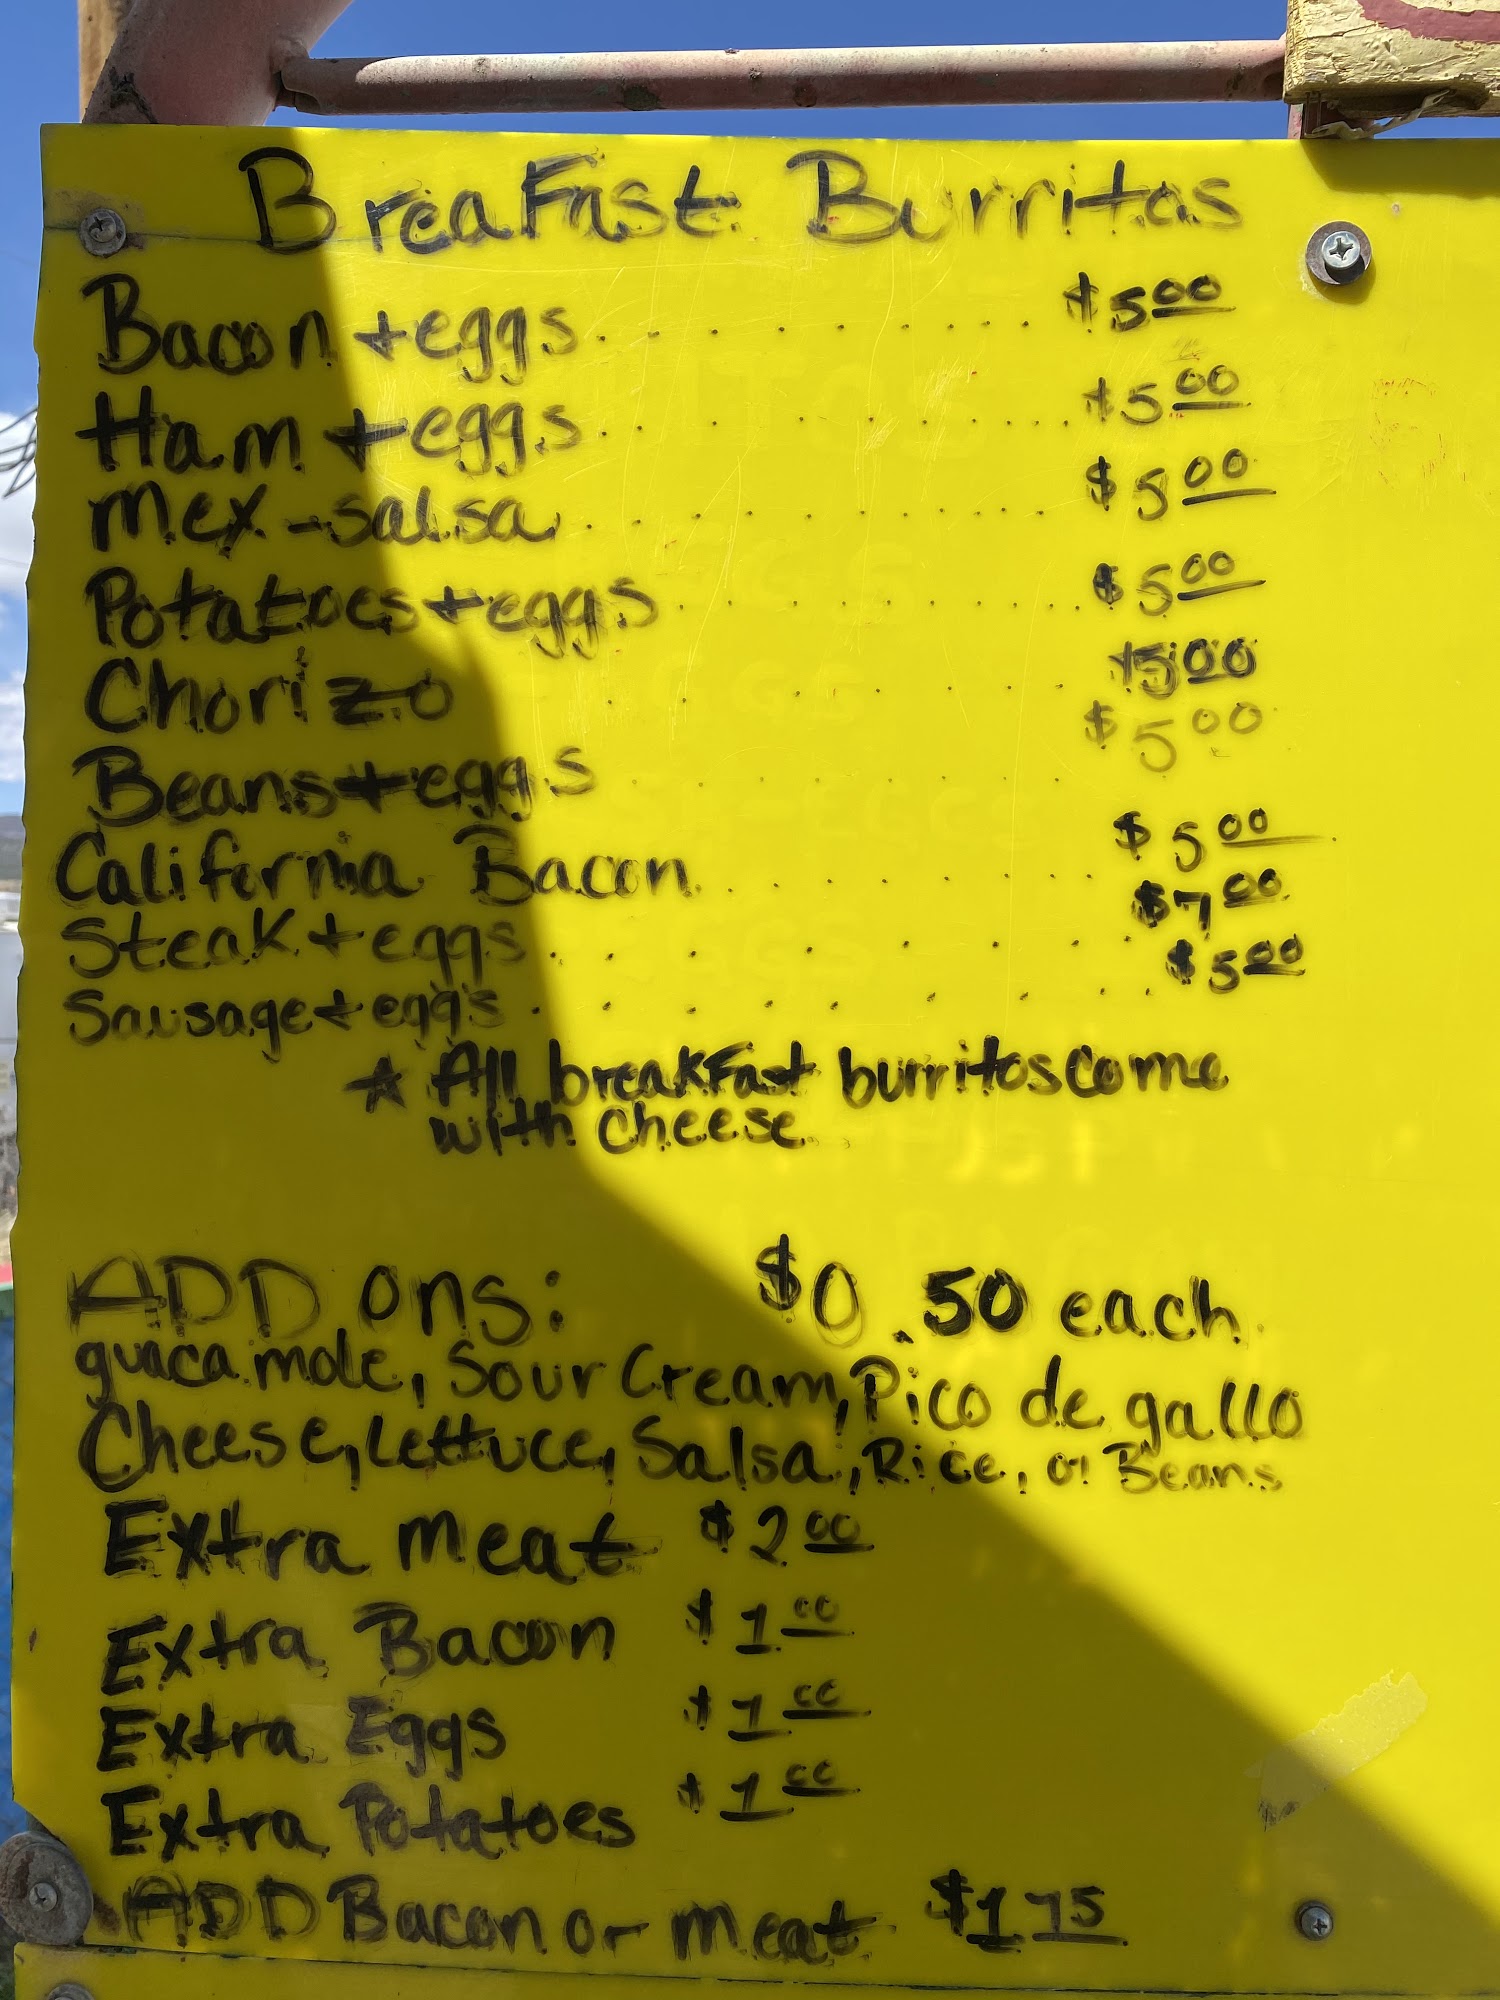 BreaFast Burritos
Bacon + eggs . . . . . . . . $5.00
Ham + eggs . . . . . . . . $5.00
Mex - salsa . . . . . . . . $5.00
Potatoes + eggs . . . . . . . . $5.00
Chorizo . . . . . . . . $5.00
Beans + eggs . . . . . . . . $5.00
California Bacon . . . . . . . . $5.00
Steak + eggs . . . . . . . . $7.00
Sausage + eggs . . . . . . . . $5.00
★ All breakFast burritos come
with cheese
ADD ons: $0.50 each
guacamole, Sour Cream, Pico de gallo
Cheese, Lettuce, Salsa, Rice, or Beans
Extra meat $2.00
Extra Bacon $1.00
Extra Eggs $1.00
Extra Potatoes $1.00
ADD Bacon or meat $1.75